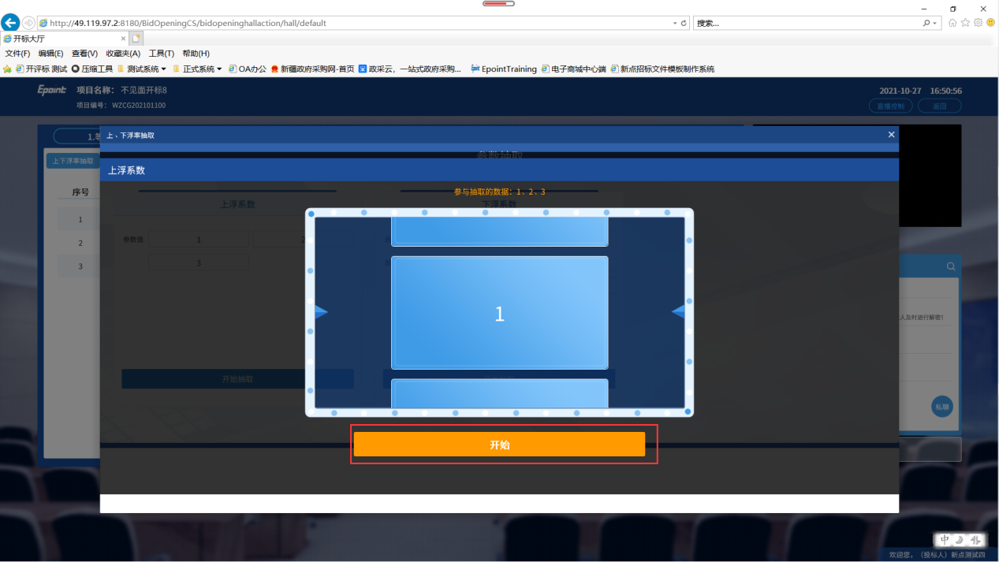 http://49.119.97.2:8180/BidOpeningCS/bidopeninghallaction/hall/default
搜索...
开标大厅
文件(F) 编辑(E) 查看(V) 收藏夹(A) 工具(T) 帮助(H)
开评标 测试 压缩工具 测试系统 正式系统 OA办公 新疆政府采购网-首页 政采云，一站式政府采购... EpointTraining 电子商城中心端 新点招标文件模板制作系统
Epoint 项目名称： 不见面开标8
2021-10-27 16:50:56
项目编号： WZCG202101100
直播控制 返回
1.等
上、下浮率抽取
上下浮率抽取
参数抽取
上浮系数
序号
参与抽取的数据：1、2、3
上浮系数
下浮系数
1
参数值 1 2
2
3
3
1
人及时进行解密!
开始抽取
私聊
开始
中
欢迎您，（投标人）新点测试四